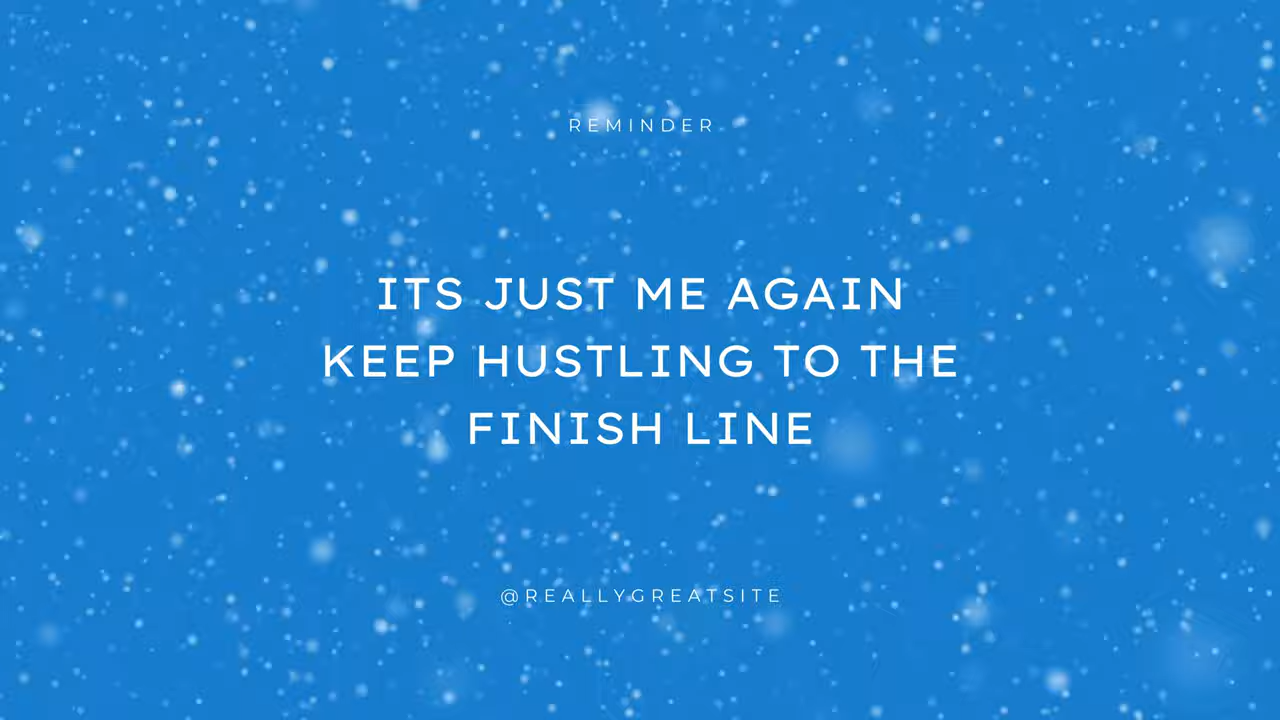 REMINDER
ITS JUST ME AGAIN
KEEP HUSTLING TO THE
FINISH LINE
@REALLYGREATSITE